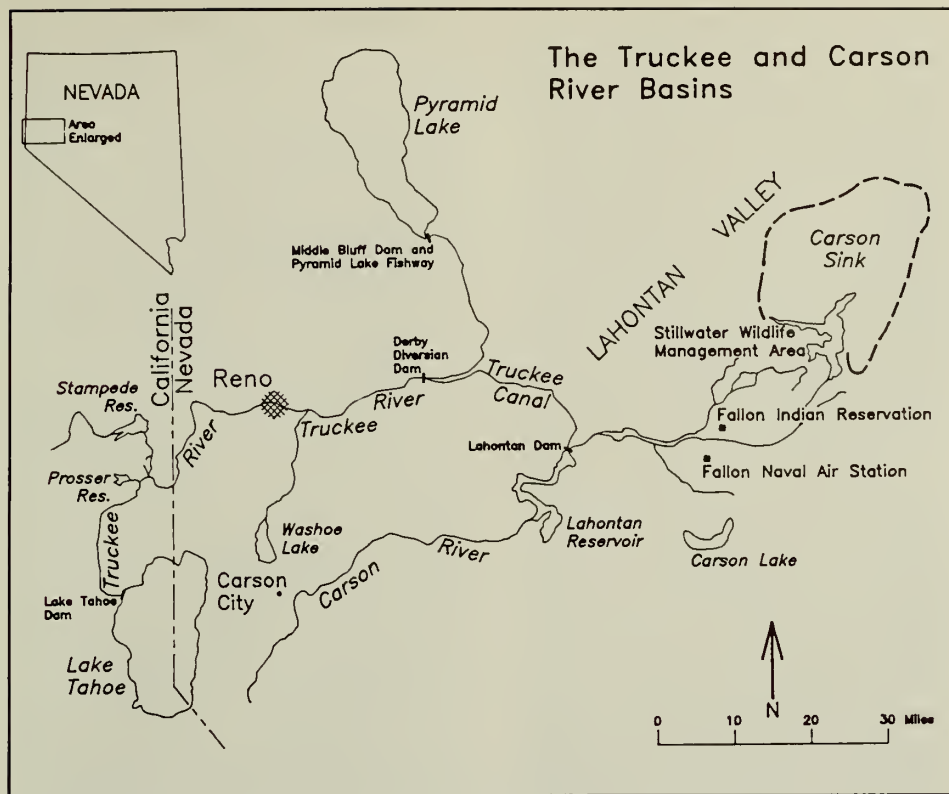 The Truckee and Carson
River Basins
NEVADA
Area
Enlarged
Pyramid
Lake
Middle Bluff Dam and
Pyramid Lake Fishway
LAHONTAN VALLEY
Carson
Sink
Stillwater Wildlife
Management Area
California
Nevada
Derby
Diversian
Dam
Stampede
Res.
Reno
River
Truckee
River
Truckee
Canal
Fallon Indian Reservation
Lahontan Dam
Fallon Naval Air Station
Prosser
Res.
Washoe
Lake
Lahontan
Reservoir
Carson Lake
Truckee
Carson
River
Carson
City
Lake Tahoe
Dam
Lake
Tahoe
N
0 10 20 30 Miles